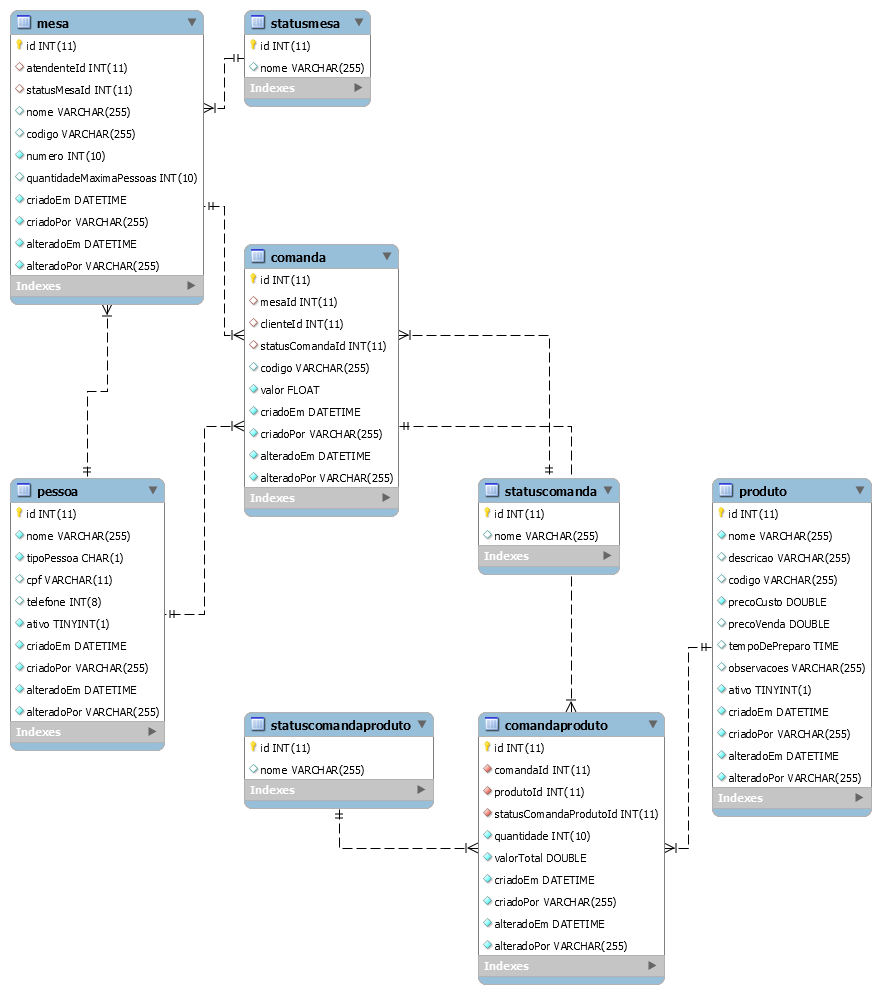 mesa
id INT(11)
atendenteId INT(11)
statusMesaId INT(11)
nome VARCHAR(255)
codigo VARCHAR(255)
numero INT(10)
quantidadeMaximaPessoas INT(10)
criadoEm DATETIME
criadoPor VARCHAR(255)
alteradoEm DATETIME
alteradoPor VARCHAR(255)
Indexes
statusmesa
id INT(11)
nome VARCHAR(255)
Indexes
comanda
id INT(11)
mesaId INT(11)
clienteId INT(11)
statusComandaId INT(11)
codigo VARCHAR(255)
valor FLOAT
criadoEm DATETIME
criadoPor VARCHAR(255)
alteradoEm DATETIME
alteradoPor VARCHAR(255)
Indexes
pessoa
id INT(11)
nome VARCHAR(255)
tipoPessoa CHAR(1)
cpf VARCHAR(11)
telefone INT(8)
ativo TINYINT(1)
criadoEm DATETIME
criadoPor VARCHAR(255)
alteradoEm DATETIME
alteradoPor VARCHAR(255)
Indexes
statuscomanda
id INT(11)
nome VARCHAR(255)
Indexes
produto
id INT(11)
nome VARCHAR(255)
descricao VARCHAR(255)
codigo VARCHAR(255)
precoCusto DOUBLE
precoVenda DOUBLE
tempoDePreparo TIME
observacoes VARCHAR(255)
ativo TINYINT(1)
criadoEm DATETIME
criadoPor VARCHAR(255)
alteradoEm DATETIME
alteradoPor VARCHAR(255)
Indexes
statuscomandaproduto
id INT(11)
nome VARCHAR(255)
Indexes
comandaproduto
id INT(11)
comandaId INT(11)
produtoId INT(11)
statusComandaProdutoId INT(11)
quantidade INT(10)
valorTotal DOUBLE
criadoEm DATETIME
criadoPor VARCHAR(255)
alteradoEm DATETIME
alteradoPor VARCHAR(255)
Indexes